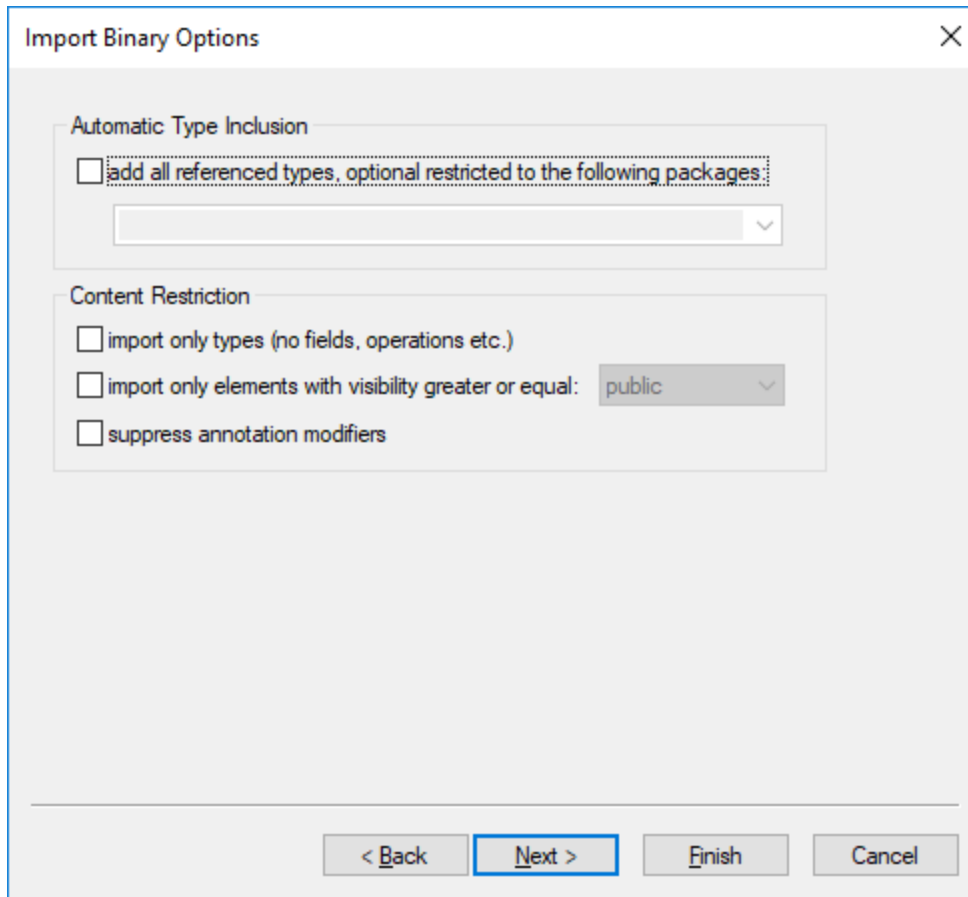 Import Binary Options
Automatic Type Inclusion
add all referenced types, optional restricted to the following packages:
Content Restriction
import only types (no fields, operations etc.)
import only elements with visibility greater or equal: public
suppress annotation modifiers
< Back Next > Finish Cancel